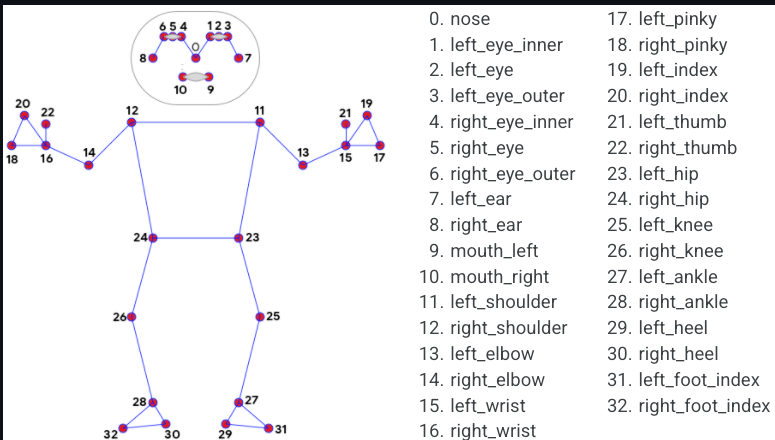 6 5 4 1 2 3
0
8 7
10 9
20 22 12 11 21 19
18 16 14 13 15 17
24 23
26 25
28 27
32 30 29 31
0. nose
1. left_eye_inner
2. left_eye
3. left_eye_outer
4. right_eye_inner
5. right_eye
6. right_eye_outer
7. left_ear
8. right_ear
9. mouth_left
10. mouth_right
11. left_shoulder
12. right_shoulder
13. left_elbow
14. right_elbow
15. left_wrist
16. right_wrist
17. left_pinky
18. right_pinky
19. left_index
20. right_index
21. left_thumb
22. right_thumb
23. left_hip
24. right_hip
25. left_knee
26. right_knee
27. left_ankle
28. right_ankle
29. left_heel
30. right_heel
31. left_foot_index
32. right_foot_index